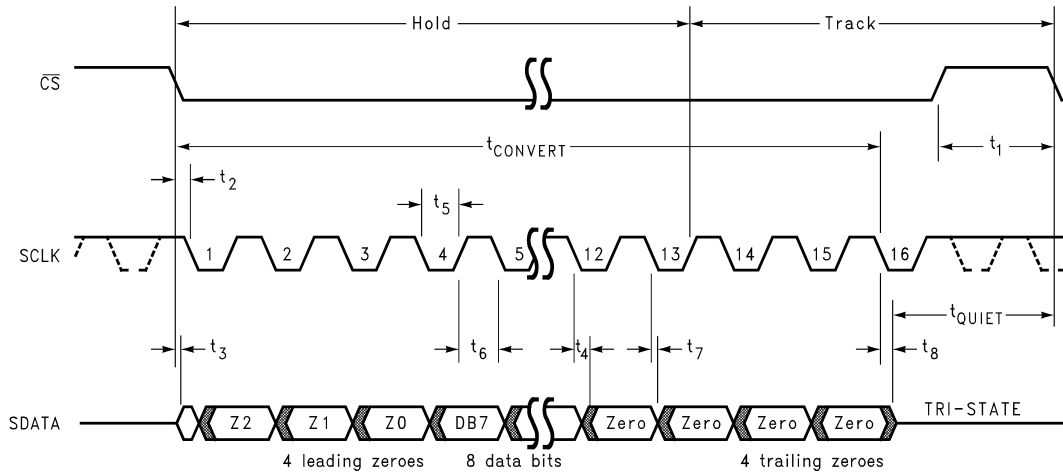 Hold Track
CS
tCONVERT t1
t2
t5
SCLK 1 2 3 4 5 12 13 14 15 16
tQUIET
t3 t6 t4 t7 t8
SDATA Z2 Z1 Z0 DB7 Zero Zero Zero Zero TRI-STATE
4 leading zeroes 8 data bits 4 trailing zeroes